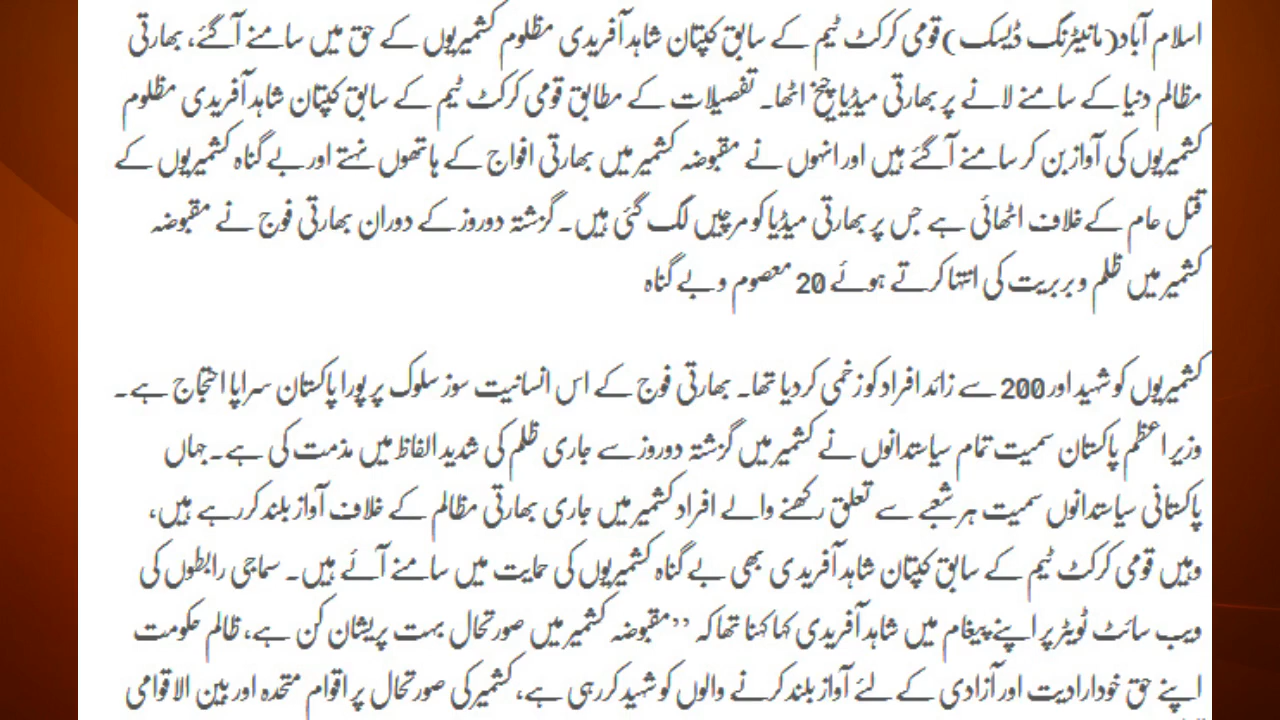 اسلام آباد(مانیٹرنگ ڈیسک)قومی کرکٹ ٹیم کے سابق کپتان شاہد آفریدی مظلوم کشمیریوں کے حق میں سامنے آگئے، بھارتی
مظالم دنیا کے سامنے لانے پر بھارتی میڈیا چیخ اٹھا۔ تفصیلات کے مطابق قومی کرکٹ ٹیم کے سابق کپتان شاہد آفریدی مظلوم
کشمیریوں کی آواز بن کر سامنے آگئے ہیں اور انہوں نے مقبوضہ کشمیر میں بھارتی افواج کے ہاتھوں نہتے اور بے گناہ کشمیریوں کے
قتل عام کے خلاف اٹھائی ہے جس پر بھارتی میڈیا کو مرچیں لگ گئی ہیں۔ گزشتہ دوروز کے دوران بھارتی فوج نے مقبوضہ
کشمیر میں ظلم و بربریت کی انتہا کرتے ہوئے 20 معصوم و بے گناہ
کشمیریوں کو شہید اور 200 سے زائد افراد کو زخمی کردیا تھا۔ بھارتی فوج کے اس انسانیت سوز سلوک پر پورا پاکستان سراپا احتجاج ہے۔
وزیر اعظم پاکستان سمیت تمام سیاستدانوں نے کشمیر میں گزشتہ دوروز سے جاری ظلم کی شدید الفاظ میں مذمت کی ہے۔ جہاں
پاکستانی سیاستدانوں سمیت ہر شعبے سے تعلق رکھنے والے افراد کشمیر میں جاری بھارتی مظالم کے خلاف آواز بلند کررہے ہیں،
وہیں قومی کرکٹ ٹیم کے سابق کپتان شاہد آفریدی بھی بے گناہ کشمیریوں کی حمایت میں سامنے آئے ہیں۔ سماجی رابطوں کی
ویب سائٹ ٹویٹر پر اپنے پیغام میں شاہد آفریدی کہا کہنا تھا کہ ’’مقبوضہ کشمیر میں صورتحال بہت پریشان کن ہے، ظالم حکومت
اپنے حق خودارادیت اور آزادی کے لئے آواز بلند کرنے والوں کو شہید کررہی ہے، کشمیر کی صورتحال پر اقوام متحدہ اور بین الاقوامی